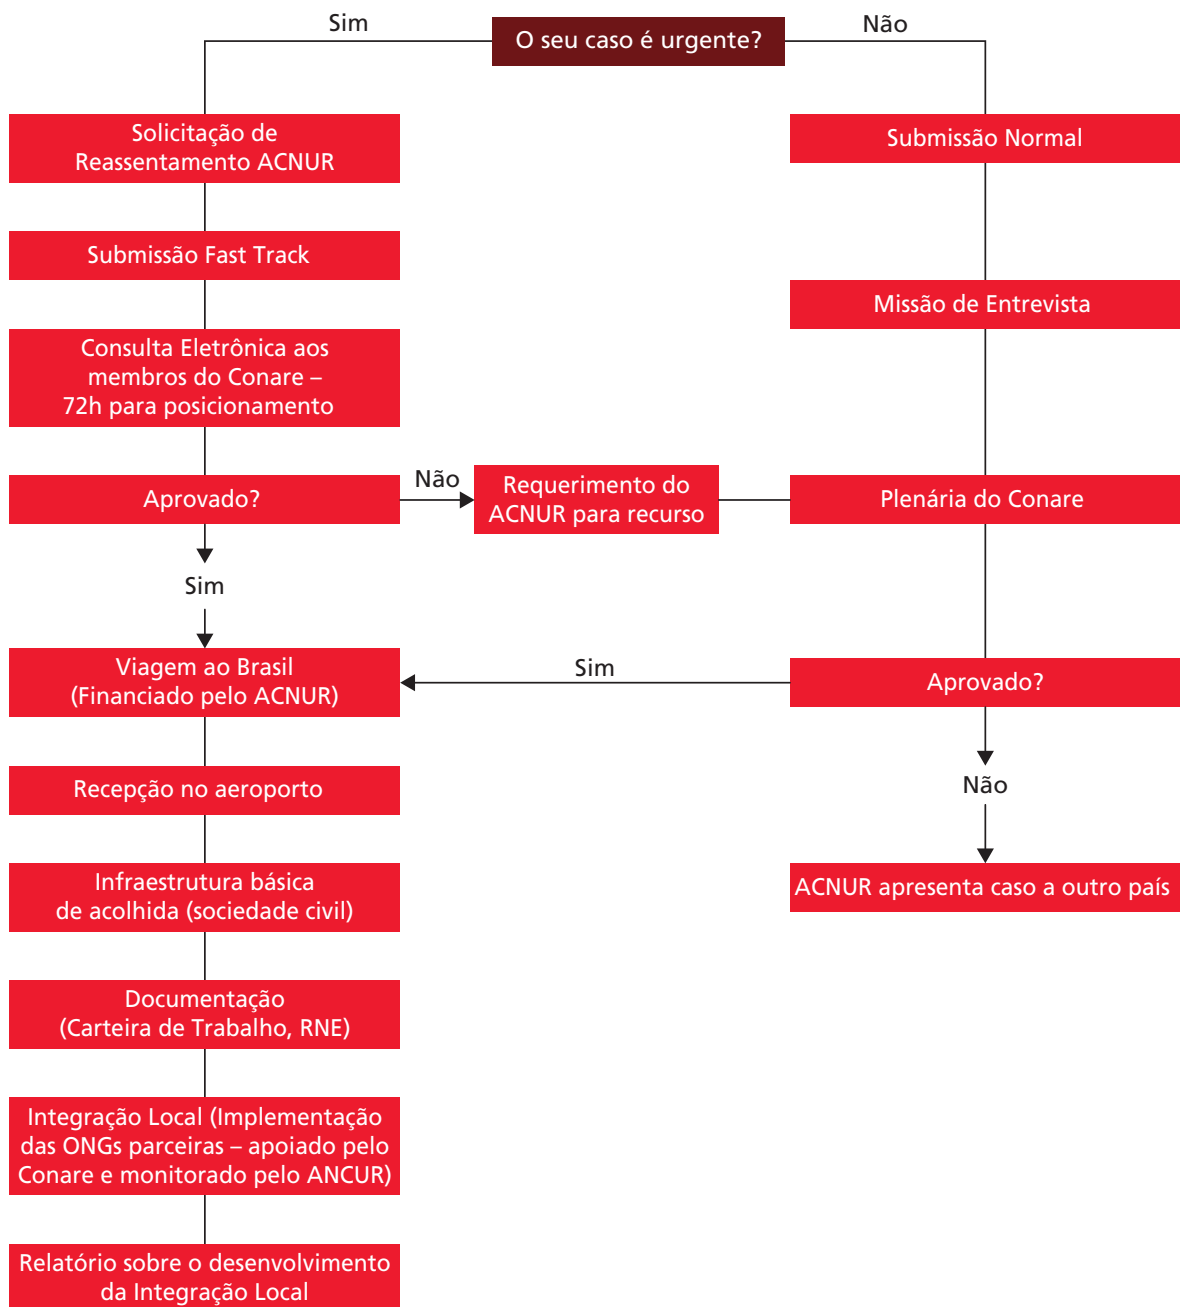 Sim
O seu caso é urgente?
Não
Solicitação de
Reassentamento ACNUR
Submissão Normal
Submissão Fast Track
Missão de Entrevista
Consulta Eletrônica aos
membros do Conare –
72h para posicionamento
Aprovado?
Não
Requerimento do
ACNUR para recurso
Plenária do Conare
Sim
Viagem ao Brasil
(Financiado pelo ACNUR)
Sim
Aprovado?
Recepção no aeroporto
Não
Infraestrutura básica
de acolhida (sociedade civil)
ACNUR apresenta caso a outro país
Documentação
(Carteira de Trabalho, RNE)
Integração Local (Implementação
das ONGs parceiras – apoiado pelo
Conare e monitorado pelo ANCUR)
Relatório sobre o desenvolvimento
da Integração Local